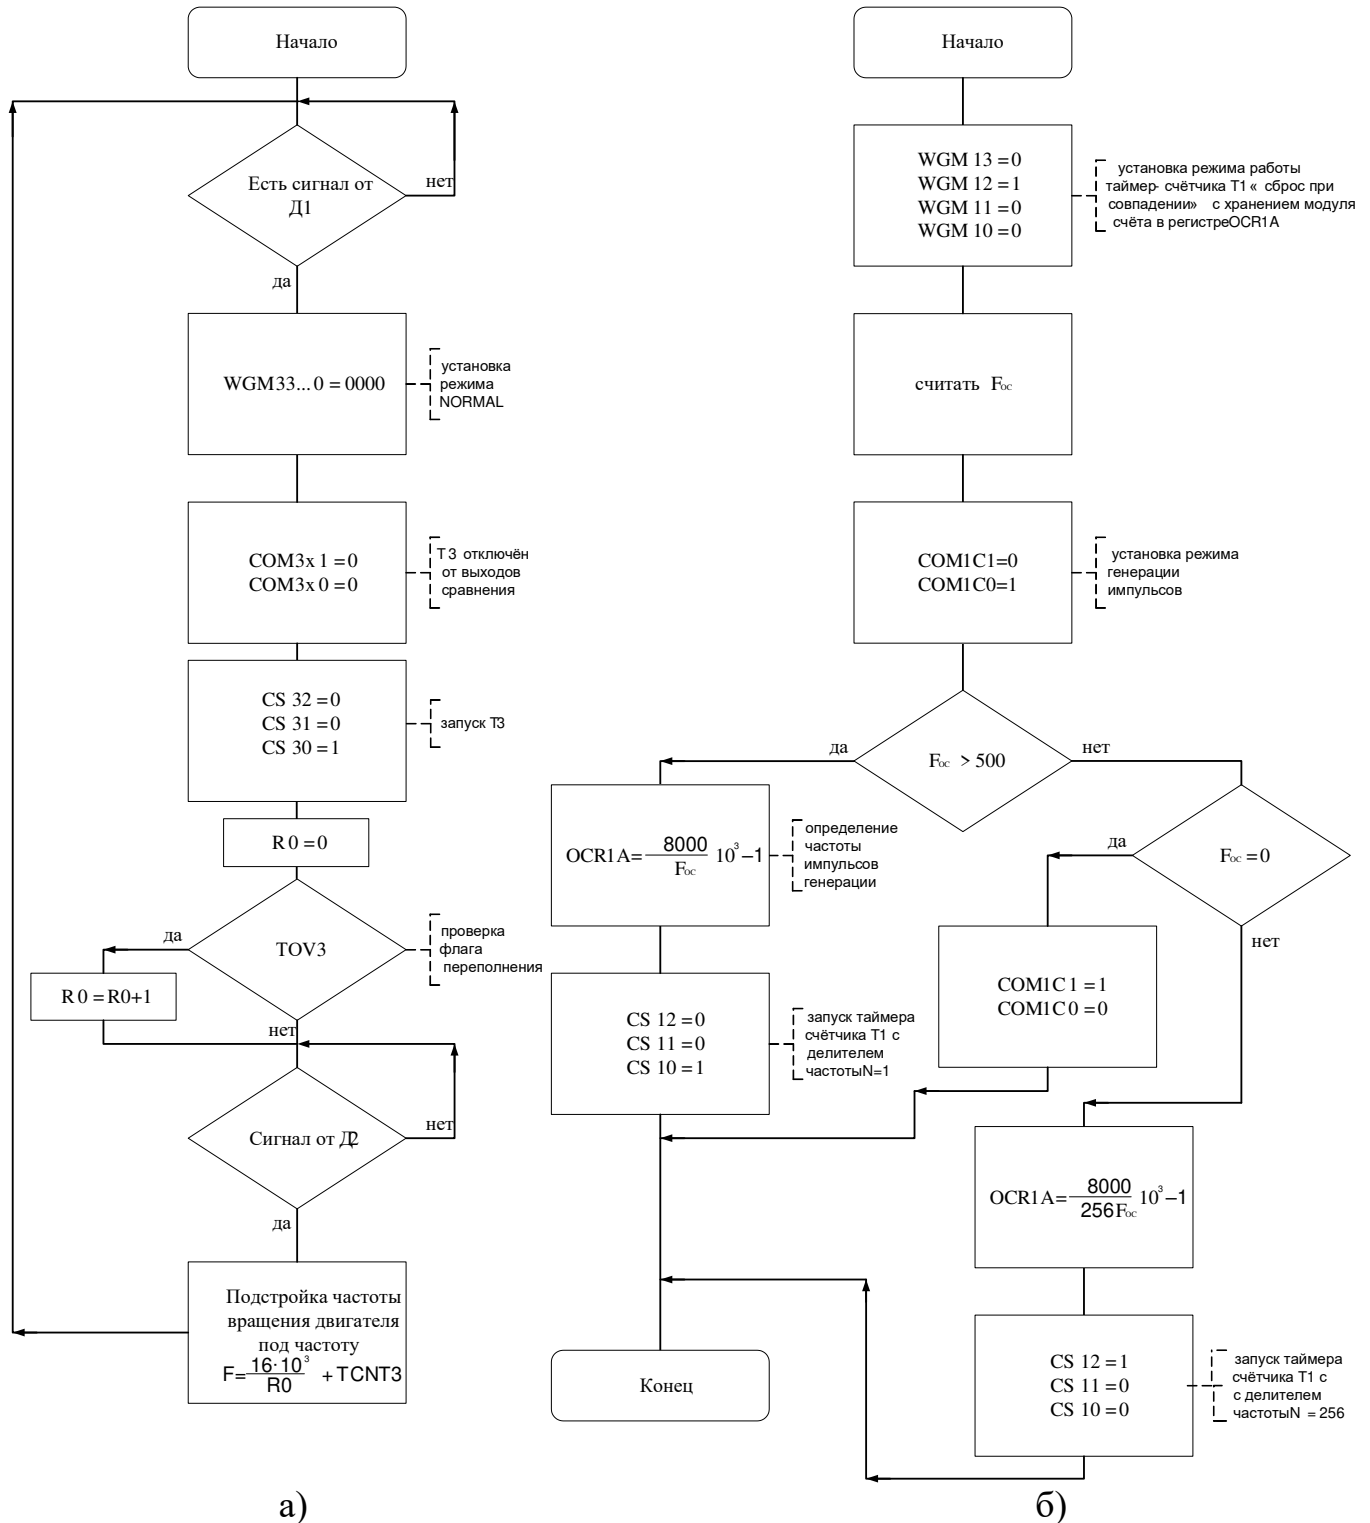 Начало
Есть сигнал от
Д1
нет
да
WGM33...0 = 0000
установка
режима
NORMAL
COM3x 1 = 0
COM3x 0 = 0
T 3 отключён
от выходов
сравнения
CS 32 = 0
CS 31 = 0
CS 30 = 1
запуск T3
R 0 = 0
TOV3
да
проверка
флага
переполнения
R 0 = R0+1
нет
Сигнал от Д2
нет
да
Подстройка частоты
вращения двигателя
под частоту
F= 16·10³ / R0 + TCNT3
а)
Начало
WGM 13 = 0
WGM 12 = 1
WGM 11 = 0
WGM 10 = 0
установка режима работы
таймер- счётчика T1 « сброс при
совпадении» с хранением модуля
счёта в регистреOCR1A
считать Fос
COM1C1=0
COM1C0=1
установка режима
генерации
импульсов
Fос > 500
да
нет
OCR1A= 8000 / Fос 10³ −1
определение
частоты
импульсов
генерации
Fос = 0
да
нет
COM1C 1 = 1
COM1C 0 = 0
CS 12 = 0
CS 11 = 0
CS 10 = 1
запуск таймера
счётчика T1 с
делителем
частотыN=1
OCR1A= 8000 / 256Fос 10³ −1
CS 12 = 1
CS 11 = 0
CS 10 = 0
запуск таймера
счётчика T1 с
с делителем
частотыN = 256
Конец
б)